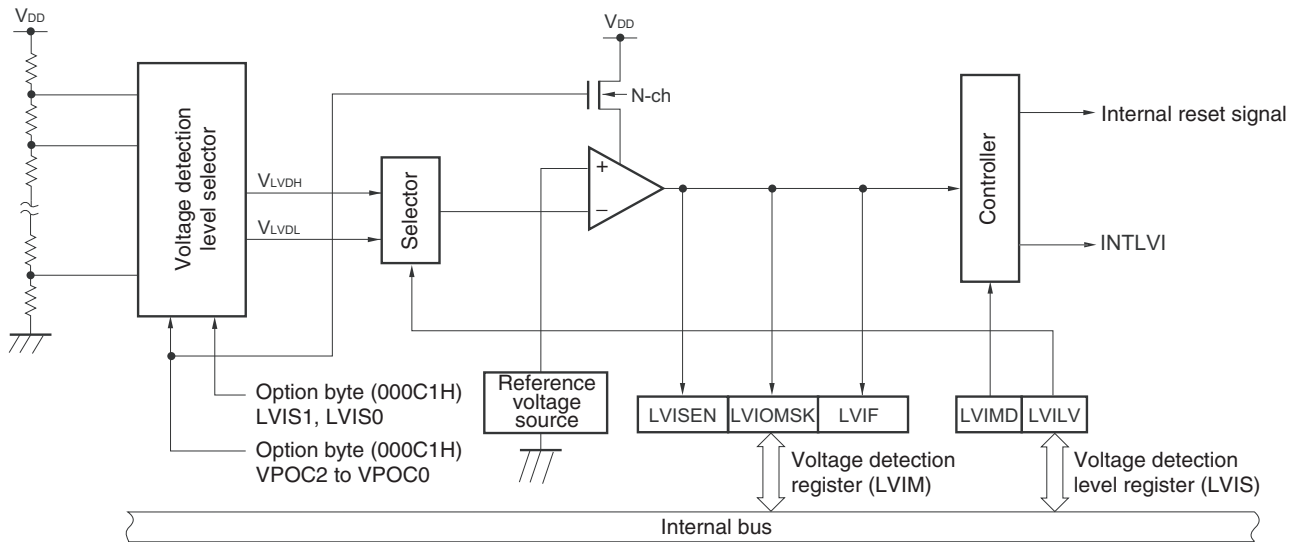 VDD
VDD
N-ch
Voltage detection
level selector
VLVDH
VLVDL
Selector
+
−
Controller
Internal reset signal
INTLVI
Option byte (000C1H)
LVIS1, LVIS0
Option byte (000C1H)
VPOC2 to VPOC0
Reference
voltage
source
LVISEN
LVIOMSK
LVIF
LVIMD
LVILV
Voltage detection
register (LVIM)
Voltage detection
level register (LVIS)
Internal bus